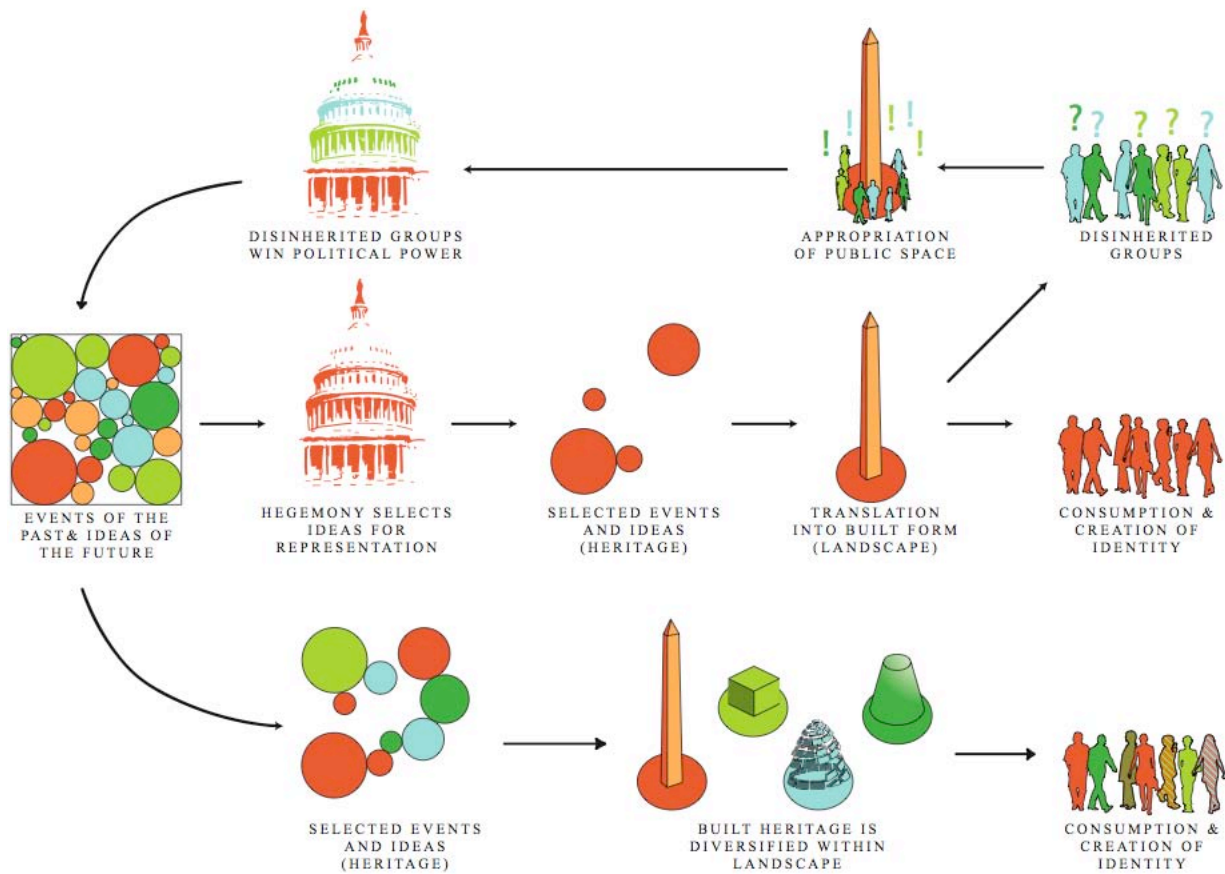 ? ? ? ? ?
! ! ! ! ! !
DISINHERITED GROUPS
WIN POLITICAL POWER
APPROPRIATION
OF PUBLIC SPACE
DISINHERITED
GROUPS
EVENTS OF THE
PAST& IDEAS OF
THE FUTURE
HEGEMONY SELECTS
IDEAS FOR
REPRESENTATION
SELECTED EVENTS
AND IDEAS
(HERITAGE)
TRANSLATION
INTO BUILT FORM
(LANDSCAPE)
CONSUMPTION &
CREATION OF
IDENTITY
SELECTED EVENTS
AND IDEAS
(HERITAGE)
BUILT HERITAGE IS
DIVERSIFIED WITHIN
LANDSCAPE
CONSUMPTION &
CREATION OF
IDENTITY